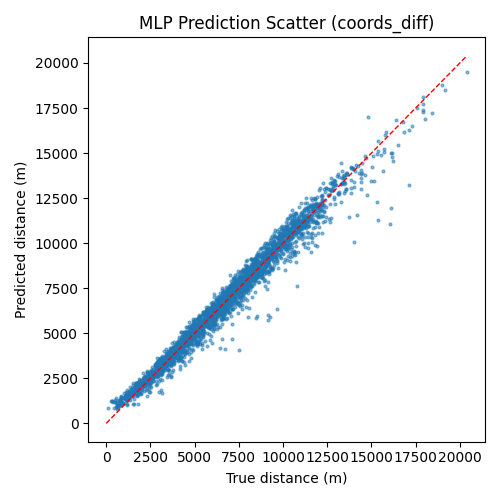 MLP Prediction Scatter (coords_diff)
20000
17500
15000
12500
10000
7500
5000
2500
0
Predicted distance (m)
0 2500 5000 7500 10000 12500 15000 17500 20000
True distance (m)